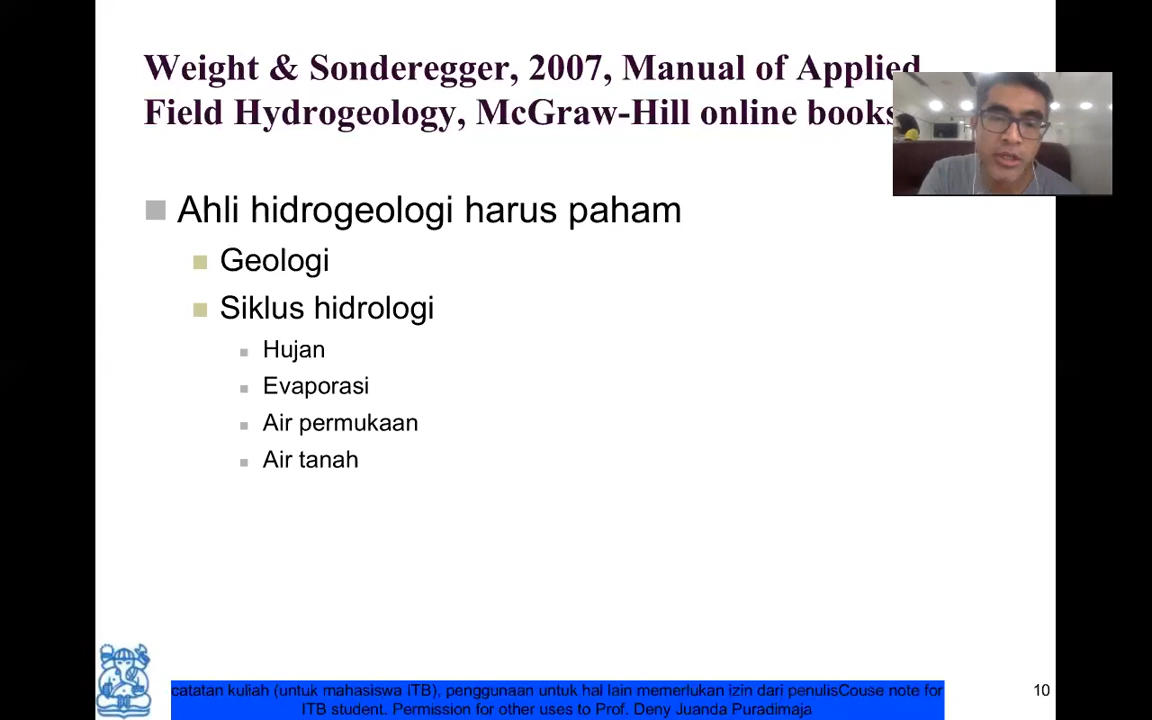 Weight & Sonderegger, 2007, Manual of Applied
Field Hydrogeology, McGraw-Hill online books
Ahli hidrogeologi harus paham
Geologi
Siklus hidrologi
Hujan
Evaporasi
Air permukaan
Air tanah
catatan kuliah (untuk mahasiswa ITB), penggunaan untuk hal lain memerlukan izin dari penulisCouse note for
ITB student. Permission for other uses to Prof. Deny Juanda Puradimaja
10